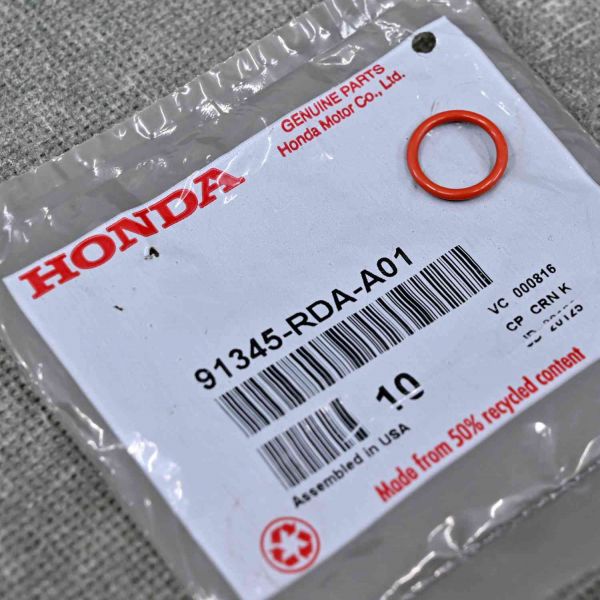 GENUINE PARTS
Honda Motor Co., Ltd.
HONDA
91345-RDA-A01
VC 000816
CP CRN K
10
Assembled in USA
Made from 50% recycled content